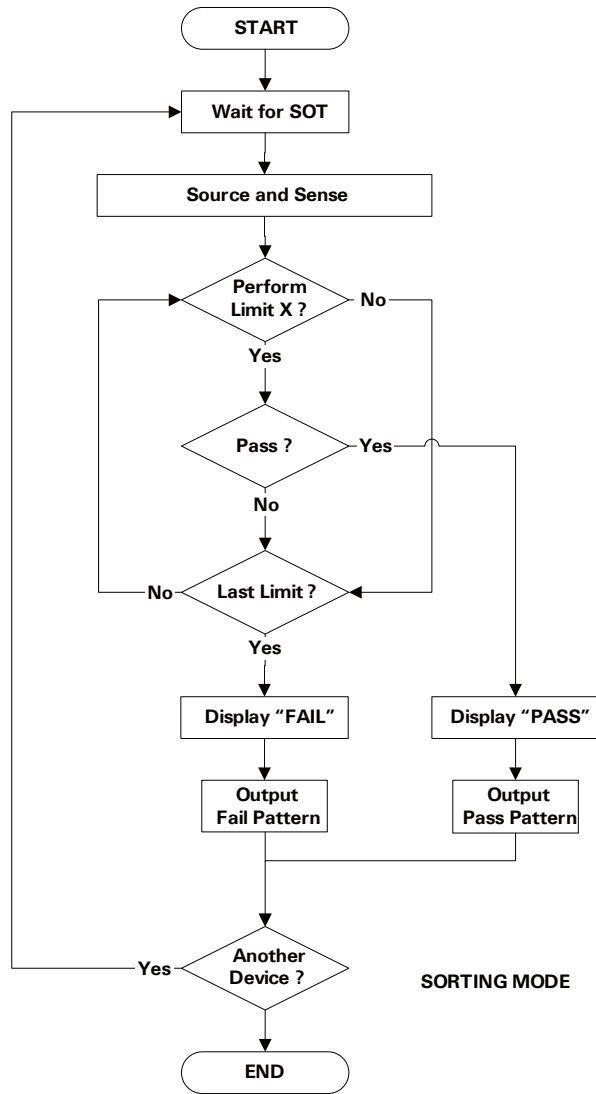 START
Wait for SOT
Source and Sense
Perform
Limit X ?
No
Yes
Pass ?
Yes
No
Last Limit ?
No
Yes
Display “FAIL”
Display “PASS”
Output
Fail Pattern
Output
Pass Pattern
Another
Device ?
Yes
SORTING MODE
END